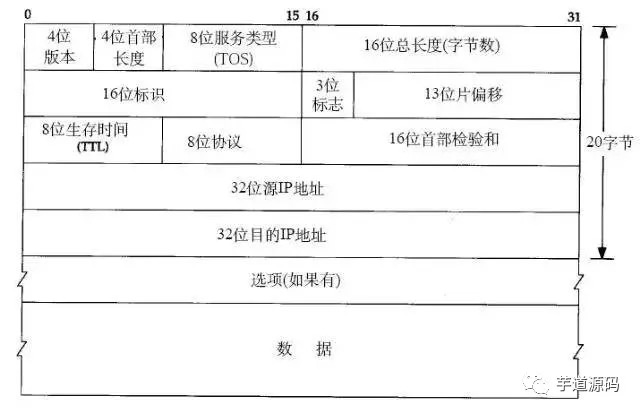 0 15 16 31
4位 4位首部 8位服务类型 16位总长度(字节数)
版本 长度 (TOS)
16位标识 3位 13位片偏移
标志
8位生存时间 8位协议 16位首部检验和
(TTL)
20字节
32位源IP地址
32位目的IP地址
选项(如果有)
数 据
芋道源码